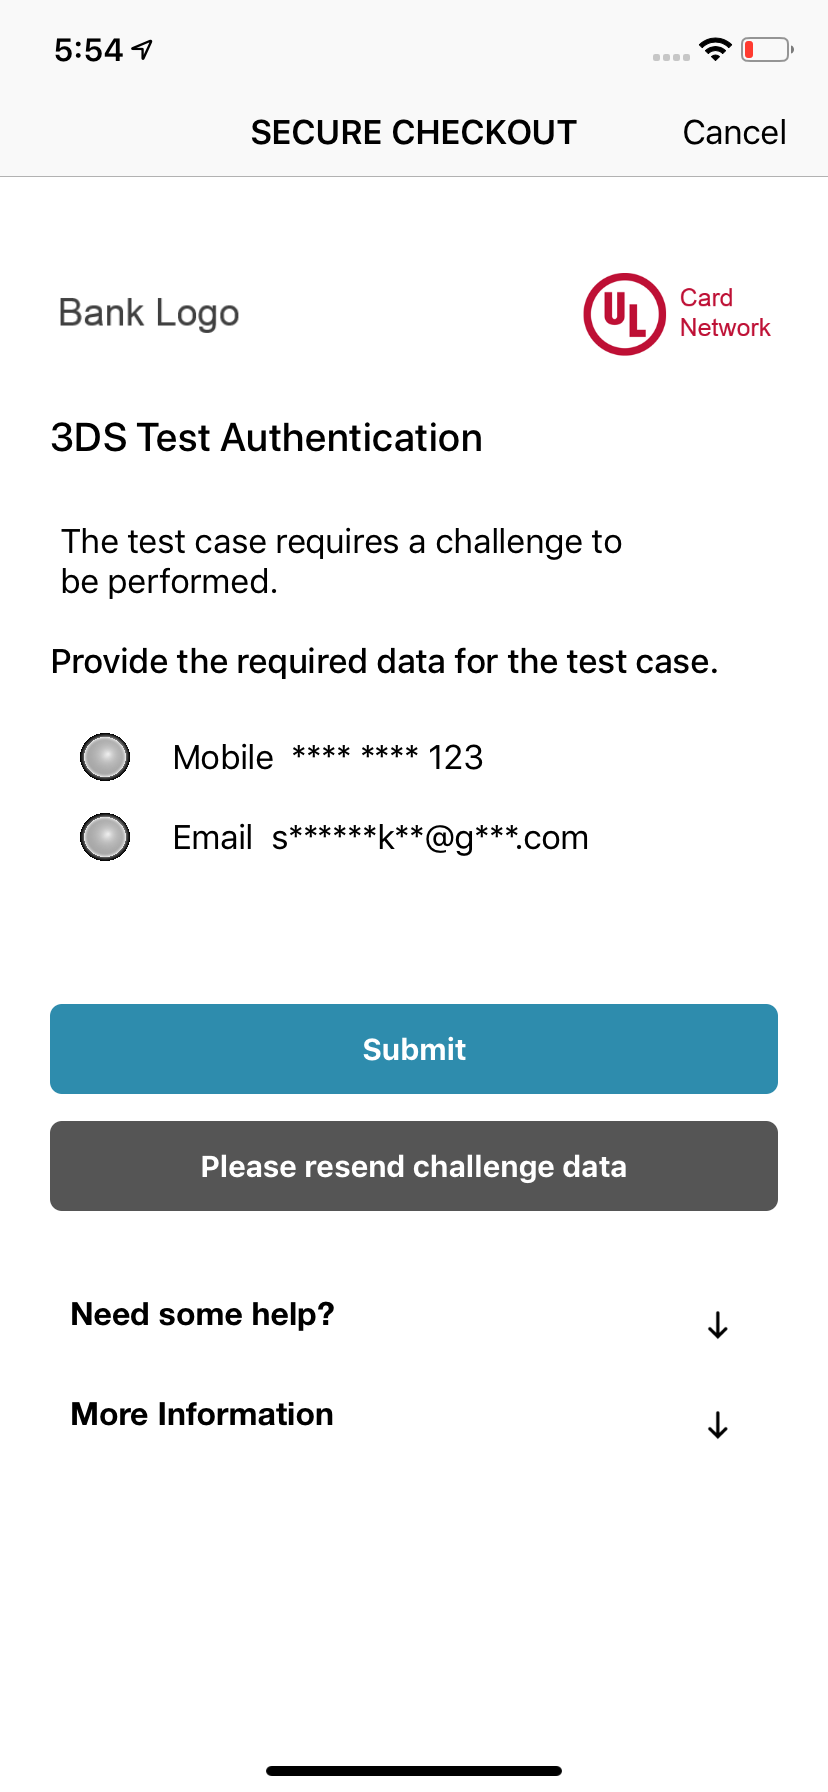 5:54
SECURE CHECKOUT Cancel
Bank Logo
UL Card
Network
3DS Test Authentication
The test case requires a challenge to
be performed.
Provide the required data for the test case.
Mobile **** **** 123
Email s******k**@g***.com
Submit
Please resend challenge data
Need some help?
More Information